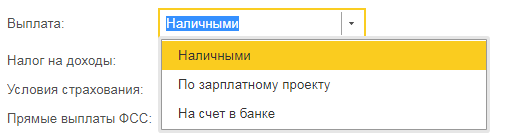 Выплата: Наличными
Наличными
Налог на доходы:
По зарплатному проекту
Условия страхования:
На счет в банке
Прямые выплаты ФСС: